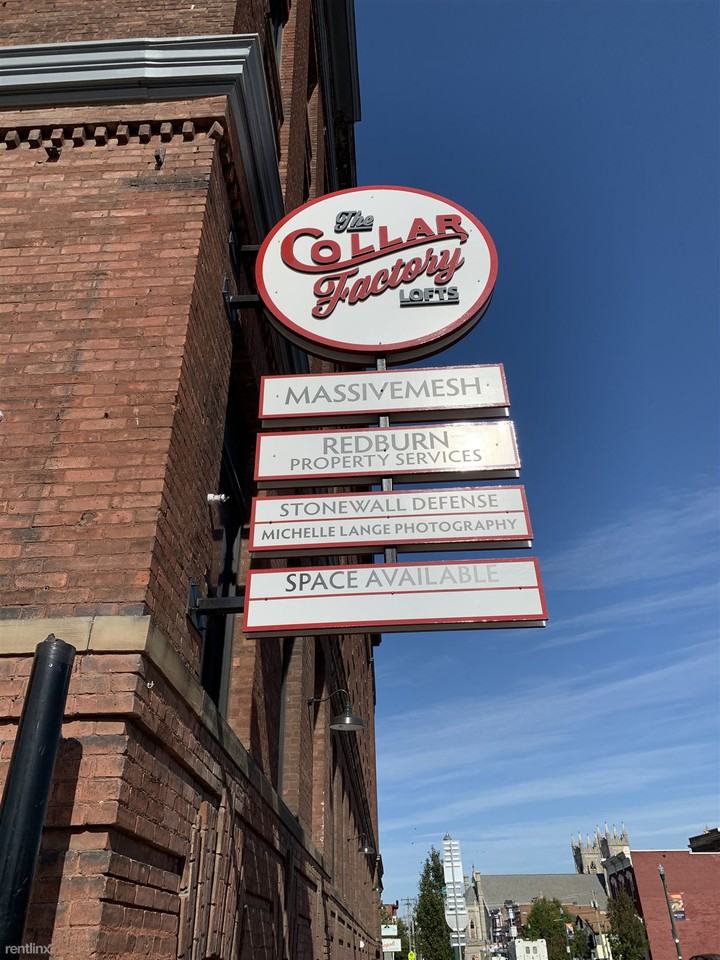 The
COLLAR
Factory
LOFTS
MASSIVEMESH
REDBURN
PROPERTY SERVICES
STONEWALL DEFENSE
MICHELLE LANGE PHOTOGRAPHY
SPACE AVAILABLE
rentlinx